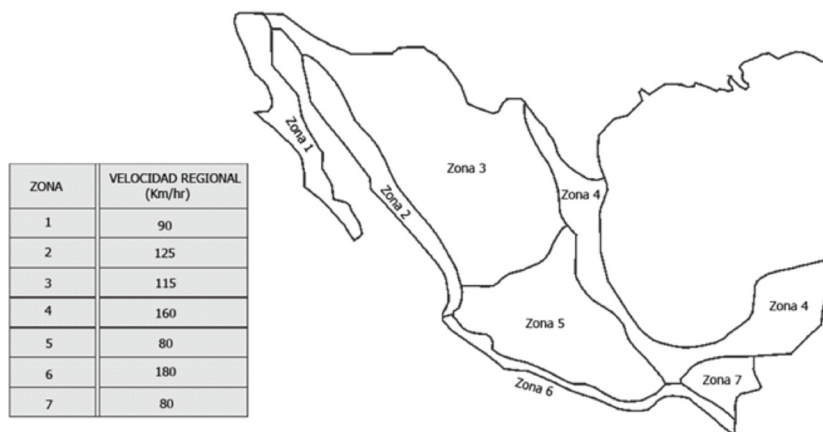 ZONA VELOCIDAD REGIONAL
(Km/hr)
1 90
2 125
3 115
4 160
5 80
6 180
7 80
Zona 1
Zona 2
Zona 3
Zona 4
Zona 4
Zona 5
Zona 6
Zona 7